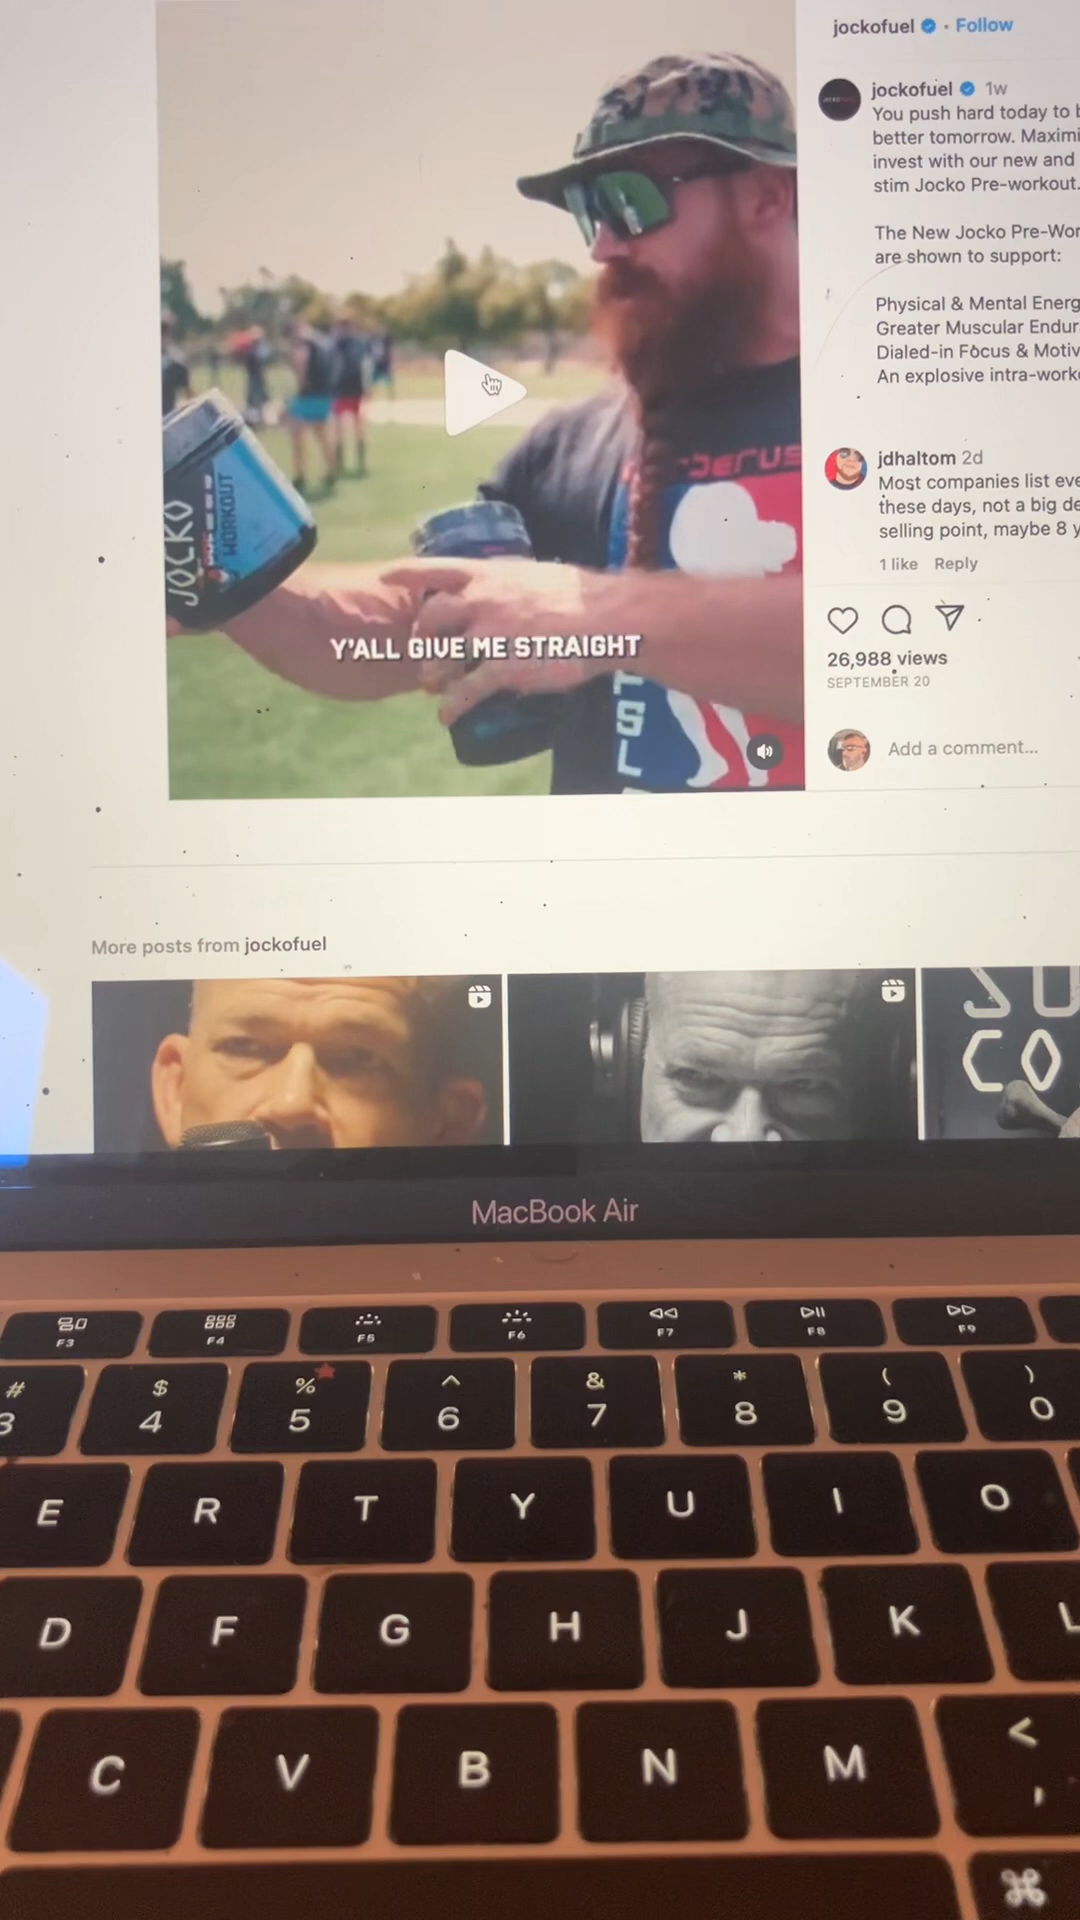 jockofuel • Follow
jockofuel 1w
You push hard today to b
better tomorrow. Maximi
invest with our new and
stim Jocko Pre-workout.
The New Jocko Pre-Wor
are shown to support:
Physical & Mental Energ
Greater Muscular Endur
Dialed-in Focus & Motiv
An explosive intra-work
jdhaltom 2d
Most companies list eve
these days, not a big de
selling point, maybe 8 y
1 like Reply
26,988 views
SEPTEMBER 20
Add a comment...
JOCKO
WORKOUT
erus
Y'ALL GIVE ME STRAIGHT
More posts from jockofuel
CO
MacBook Air
F3 F4 F5 F6 F7 F8 F9
# $ % ^ & * ( )
3 4 5 6 7 8 9 0
E R T Y U I O
D F G H J K L
C V B N M < ,
⌘